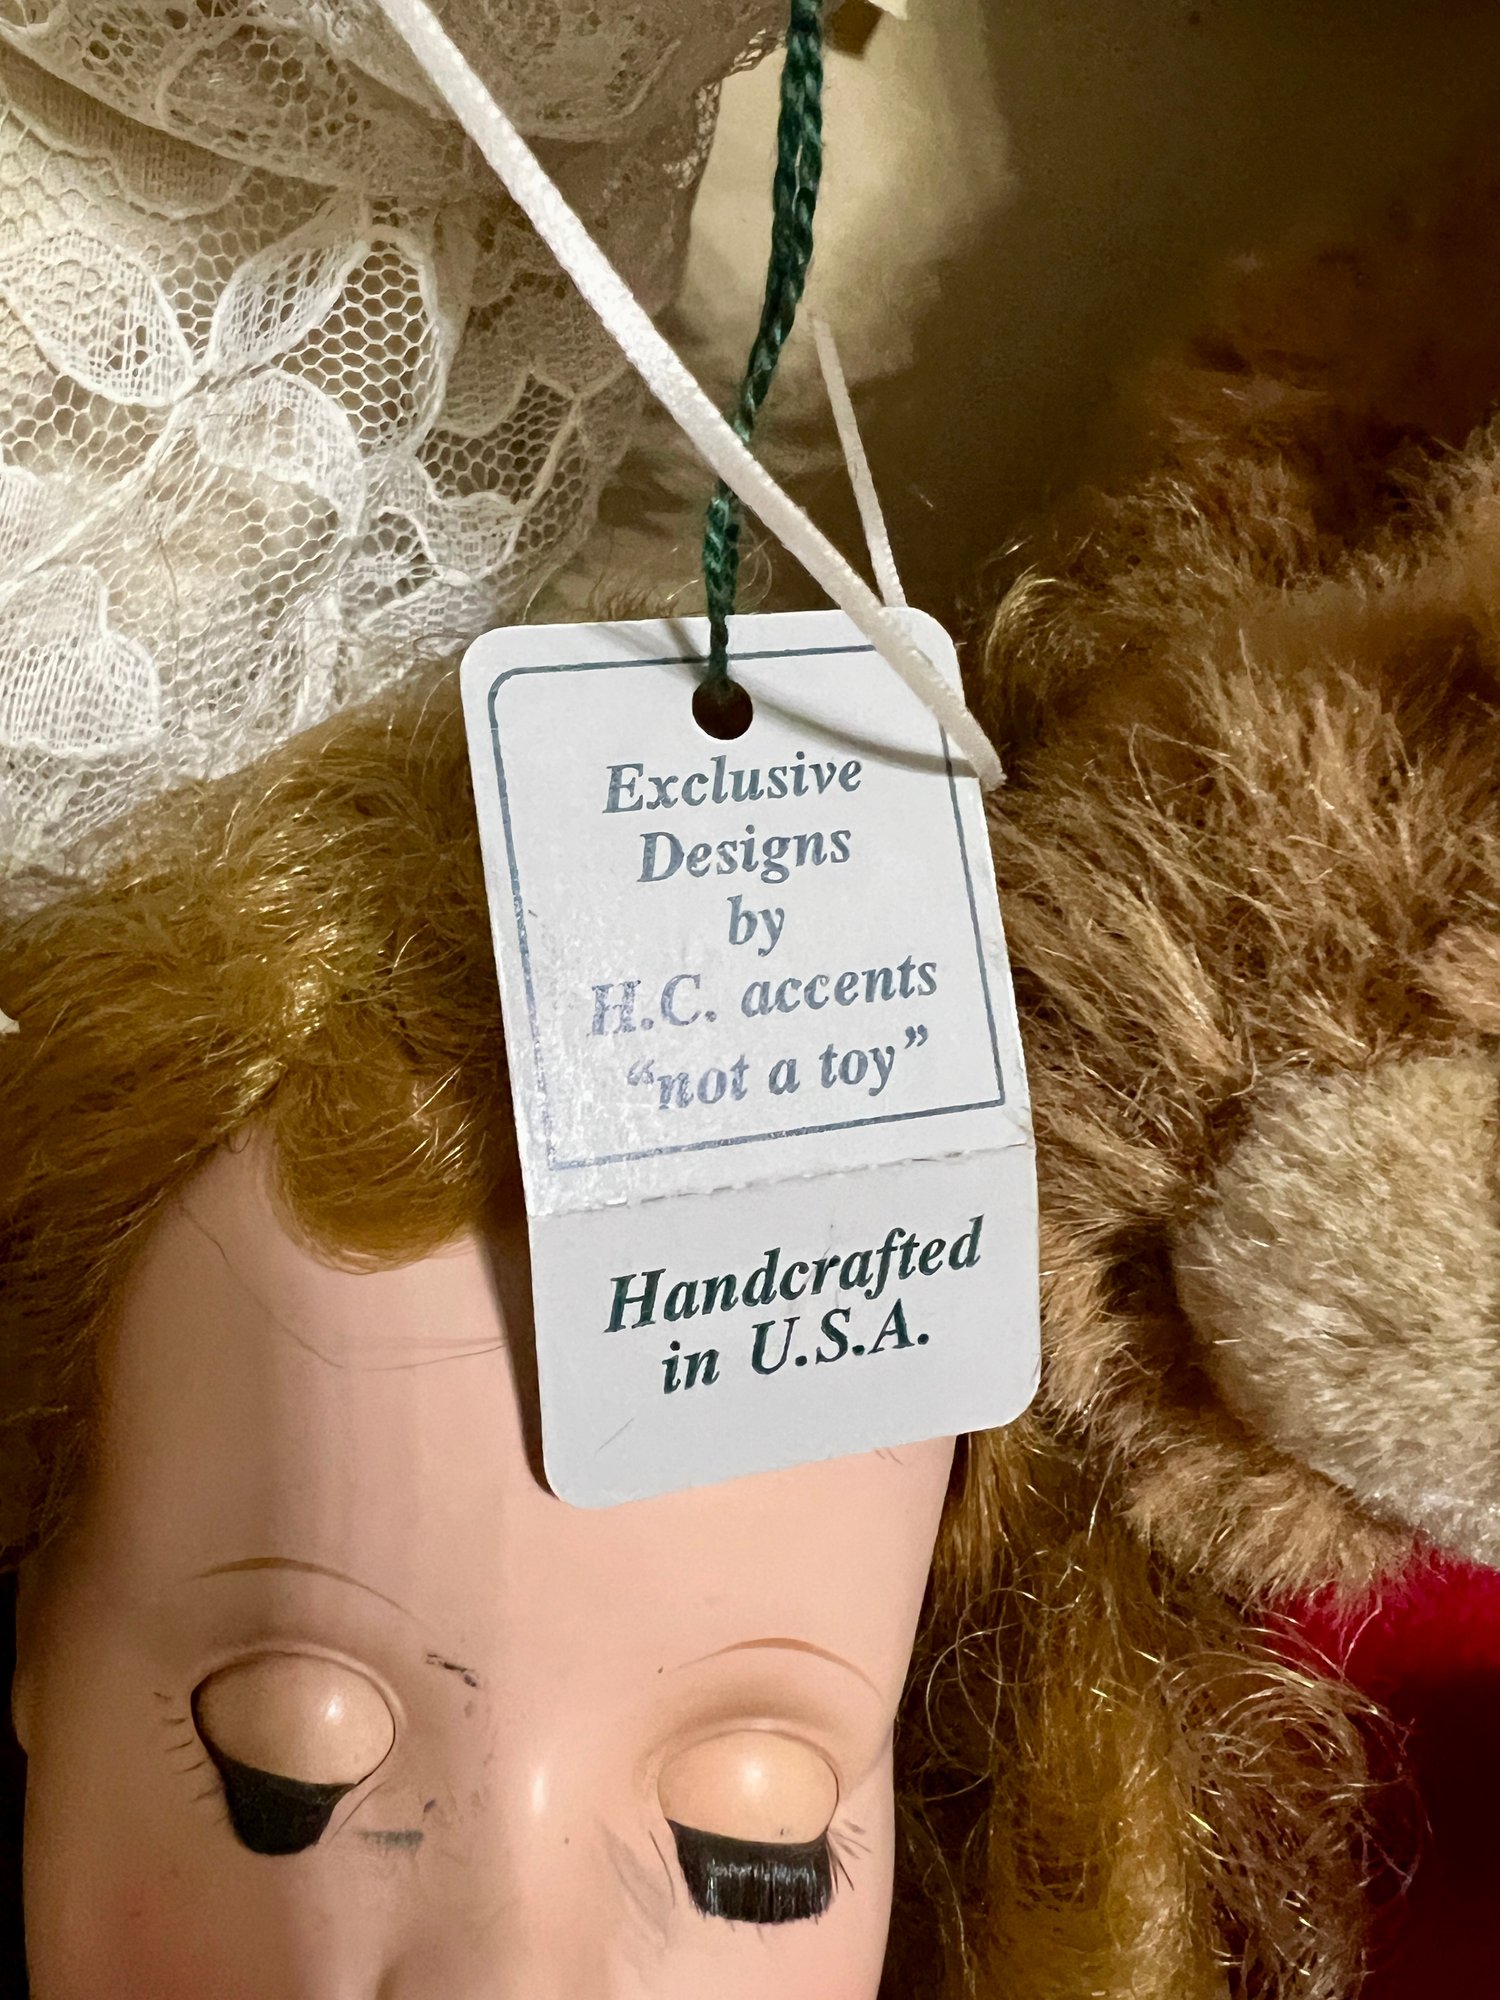 Exclusive
Designs
by
H.C. accents
“not a toy”
Handcrafted
in U.S.A.